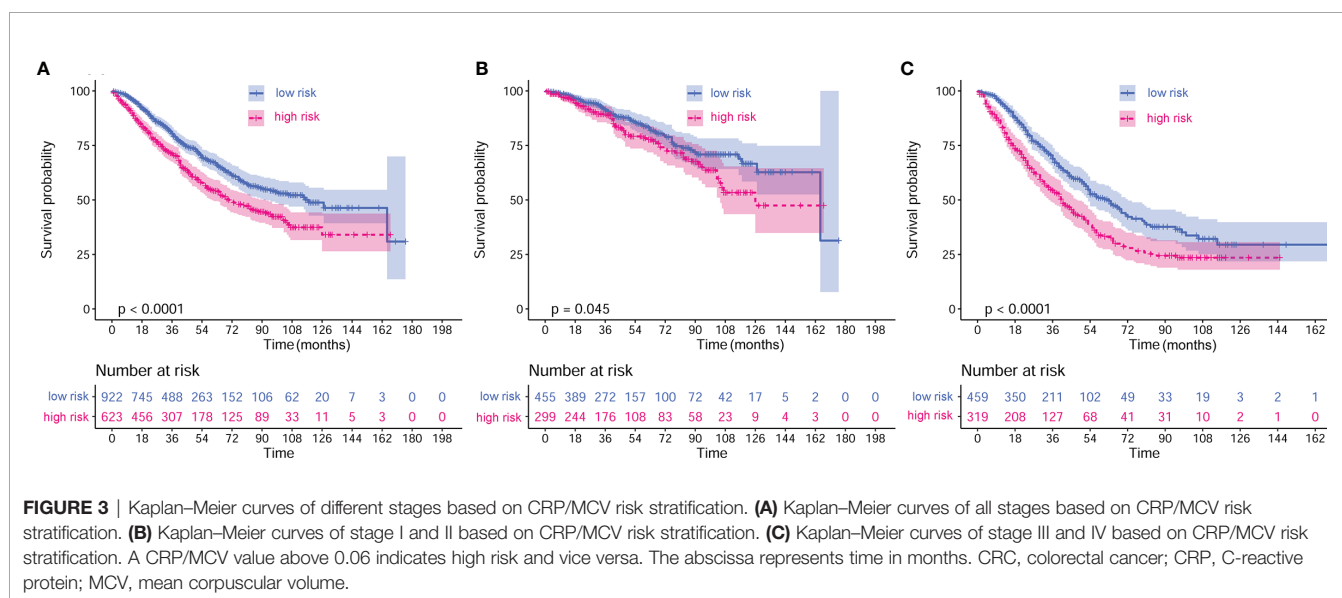 A
B
C
low risk
high risk
low risk
high risk
low risk
high risk
Survival probability
100
75
50
25
0
p < 0.0001
0 18 36 54 72 90 108 126 144 162 180 198
Time (months)
Survival probability
100
75
50
25
0
p = 0.045
0 18 36 54 72 90 108 126 144 162 180 198
Time (months)
Survival probability
100
75
50
25
0
p <0.0001
0 18 36 54 72 90 108 126 144 162
Time (months)
Number at risk
low risk 922 745 488 263 152 106 62 20 7 3 0 0
high risk 623 456 307 178 125 89 33 11 5 3 0 0
0 18 36 54 72 90 108 126 144 162 180 198
Time
Number at risk
low risk 455 389 272 157 100 72 42 17 5 2 0 0
high risk 299 244 176 108 83 58 23 9 4 3 0 0
0 18 36 54 72 90 108 126 144 162 180 198
Time
Number at risk
low risk 459 350 211 102 49 33 19 3 2 1
high risk 319 208 127 68 41 31 10 2 1 0
0 18 36 54 72 90 108 126 144 162
Time
FIGURE 3 | Kaplan–Meier curves of different stages based on CRP/MCV risk stratification. (A) Kaplan–Meier curves of all stages based on CRP/MCV risk
stratification. (B) Kaplan–Meier curves of stage I and II based on CRP/MCV risk stratification. (C) Kaplan–Meier curves of stage III and IV based on CRP/MCV risk
stratification. A CRP/MCV value above 0.06 indicates high risk and vice versa. The abscissa represents time in months. CRC, colorectal cancer; CRP, C-reactive
protein; MCV, mean corpuscular volume.